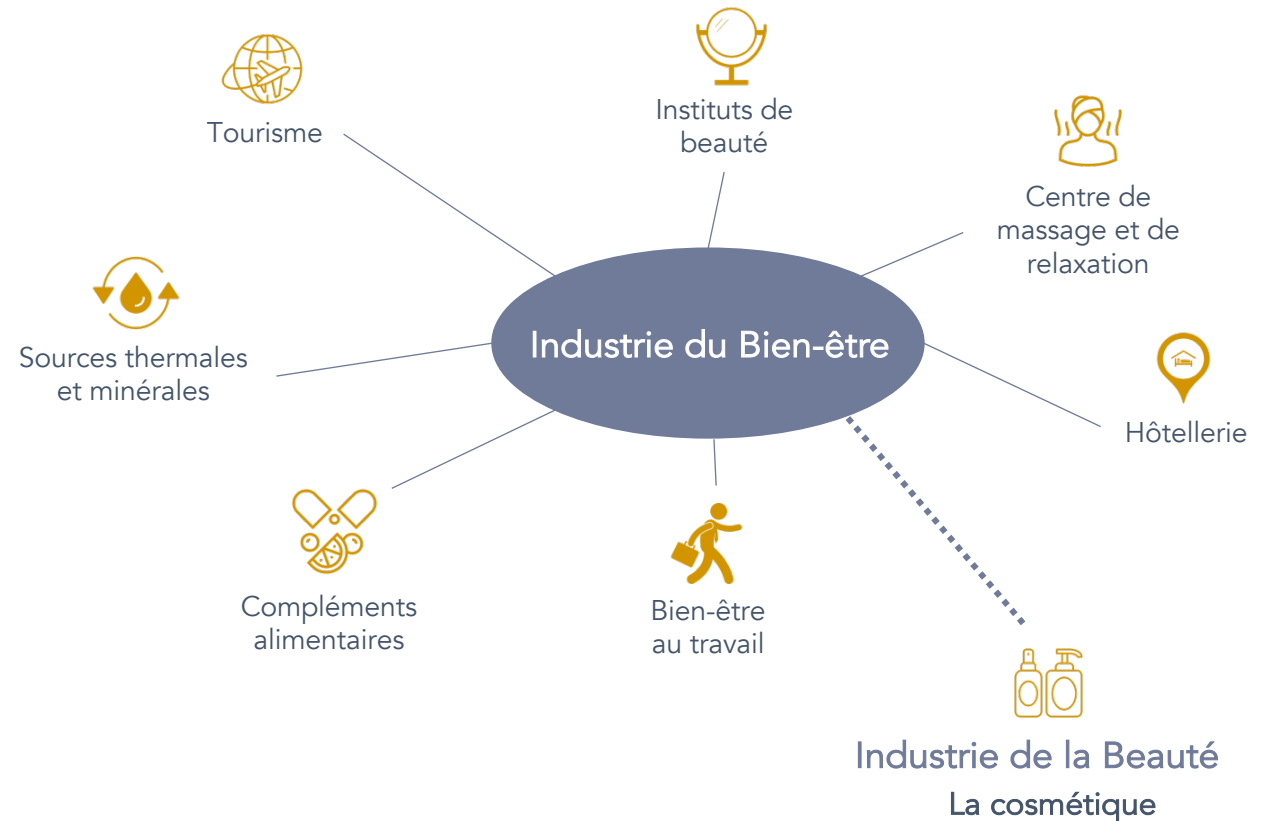 Tourisme
Instituts de
beauté
Centre de
massage et de
relaxation
Sources thermales
et minérales
Industrie du Bien-être
Hôtellerie
Compléments
alimentaires
Bien-être
au travail
Industrie de la Beauté
La cosmétique